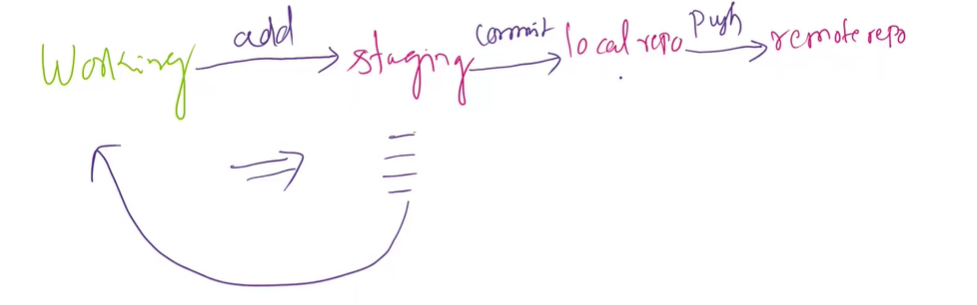 Working add staging commit local repo Push remote repo